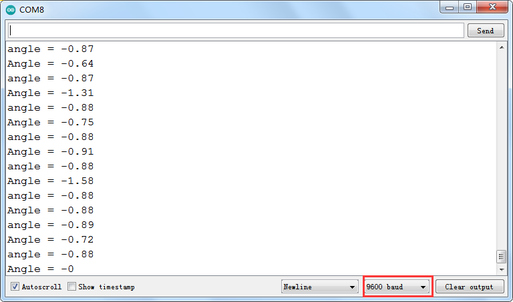 COM8
Send
angle = -0.87
Angle = -0.64
angle = -0.87
Angle = -1.31
angle = -0.88
Angle = -0.75
angle = -0.88
Angle = -0.91
angle = -0.88
Angle = -1.58
angle = -0.88
Angle = -0.88
angle = -0.89
Angle = -0.72
angle = -0.88
Angle = -0
Autoscroll Show timestamp Newline 9600 baud Clear output